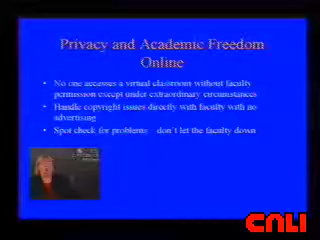 Privacy and Academic Freedom
Online
• No one accesses a virtual classroom without faculty
permission except under extraordinary circumstances
• Handle copyright issues directly with faculty with no
advertising
• Spot check for problems – don't let the faculty down
CNLI